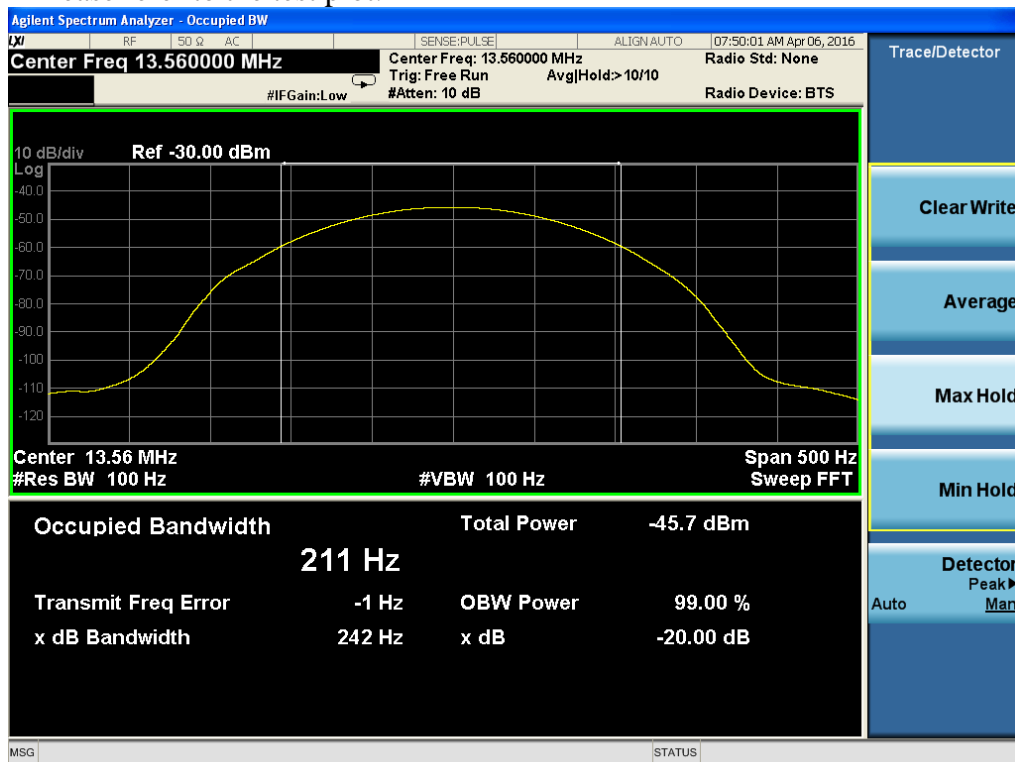 Agilent Spectrum Analyzer - Occupied BW
LXI RF 50 Ω AC SENSE:PULSE ALIGN AUTO 07:50:01 AM Apr 06, 2016
Center Freq 13.560000 MHz Center Freq: 13.560000 MHz Radio Std: None
Trig: Free Run Avg|Hold:>10/10
#IFGain:Low #Atten: 10 dB Radio Device: BTS
10 dB/div Ref -30.00 dBm
Log
-40.0
-50.0
-60.0
-70.0
-80.0
-90.0
-100
-110
-120
Center 13.56 MHz Span 500 Hz
#Res BW 100 Hz #VBW 100 Hz Sweep FFT
Occupied Bandwidth Total Power -45.7 dBm
211 Hz
Transmit Freq Error -1 Hz OBW Power 99.00 %
x dB Bandwidth 242 Hz x dB -20.00 dB
MSG STATUS
Trace/Detector
Clear Write
Average
Max Hold
Min Hold
Detector
Peak▶
Auto Man